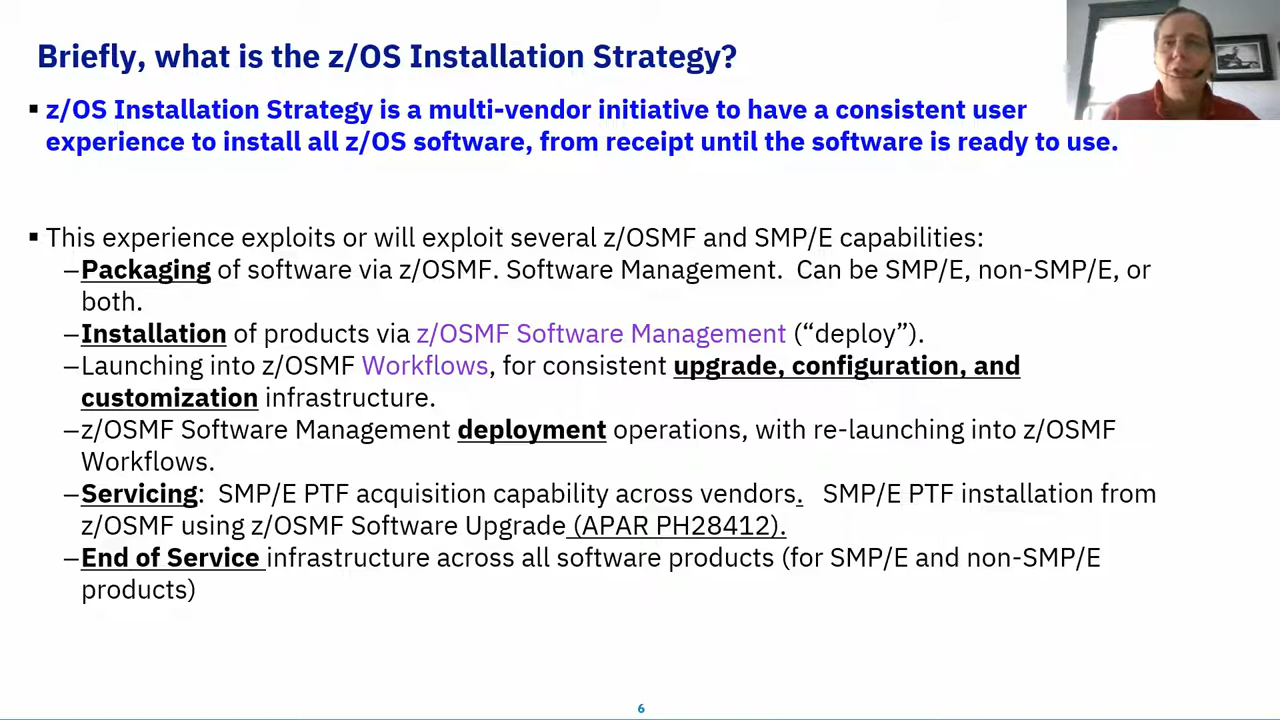 Briefly, what is the z/OS Installation Strategy?
▪ z/OS Installation Strategy is a multi-vendor initiative to have a consistent user
experience to install all z/OS software, from receipt until the software is ready to use.
▪ This experience exploits or will exploit several z/OSMF and SMP/E capabilities:
–Packaging of software via z/OSMF. Software Management.  Can be SMP/E, non-SMP/E, or
both.
–Installation of products via z/OSMF Software Management (“deploy”).
–Launching into z/OSMF Workflows, for consistent upgrade, configuration, and
customization infrastructure.
–z/OSMF Software Management deployment operations, with re-launching into z/OSMF
Workflows.
–Servicing:  SMP/E PTF acquisition capability across vendors.   SMP/E PTF installation from
z/OSMF using z/OSMF Software Upgrade (APAR PH28412).
–End of Service infrastructure across all software products (for SMP/E and non-SMP/E
products)
6